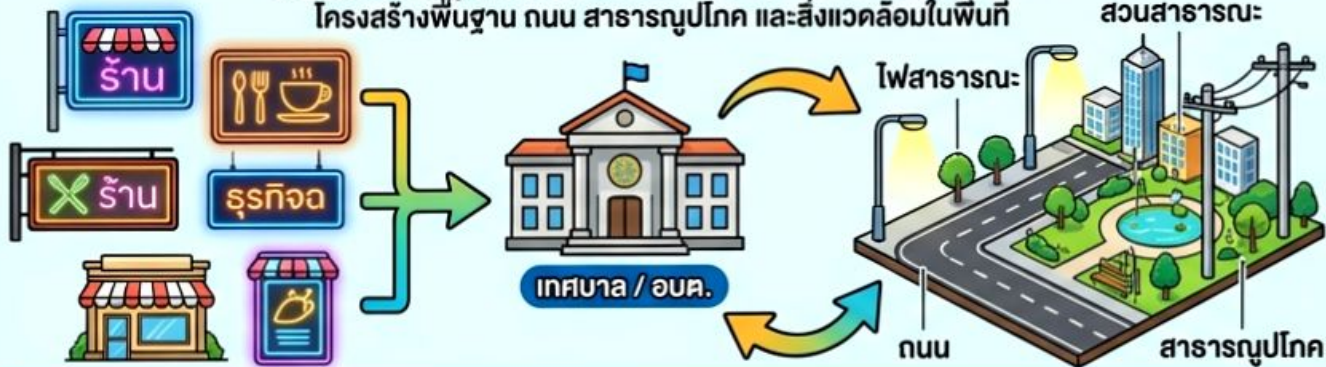 โครงสร้างพื้นฐาน ถนน สาธารณูปโภค และสิ่งแวดล้อมในพื้นที่
สวนสาธารณะ
ร้าน
ไฟสาธารณะ
ร้าน
ธุรกิจฉ
เทศบาล / อบต.
ถนน
สาธารณูปโภค